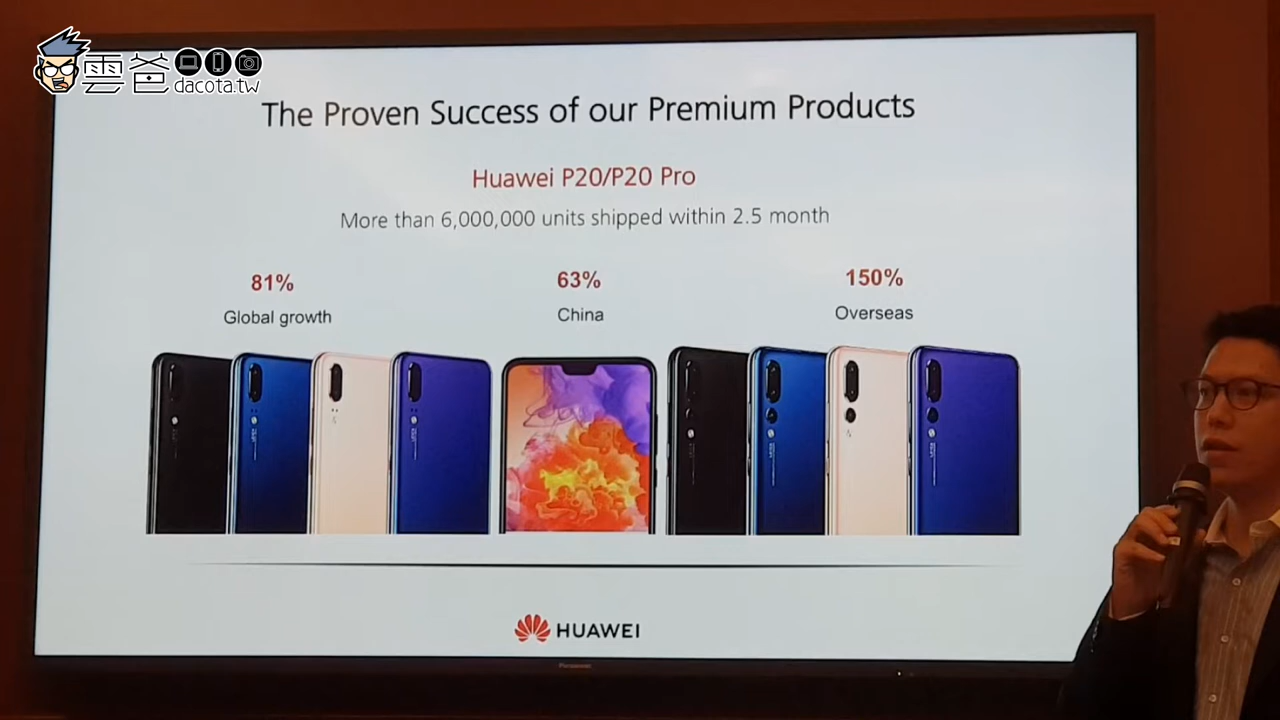 雲爸
dacota.tw
The Proven Success of our Premium Products
Huawei P20/P20 Pro
More than 6,000,000 units shipped within 2.5 month
81%
Global growth
63%
China
150%
Overseas
HUAWEI
Panasonic